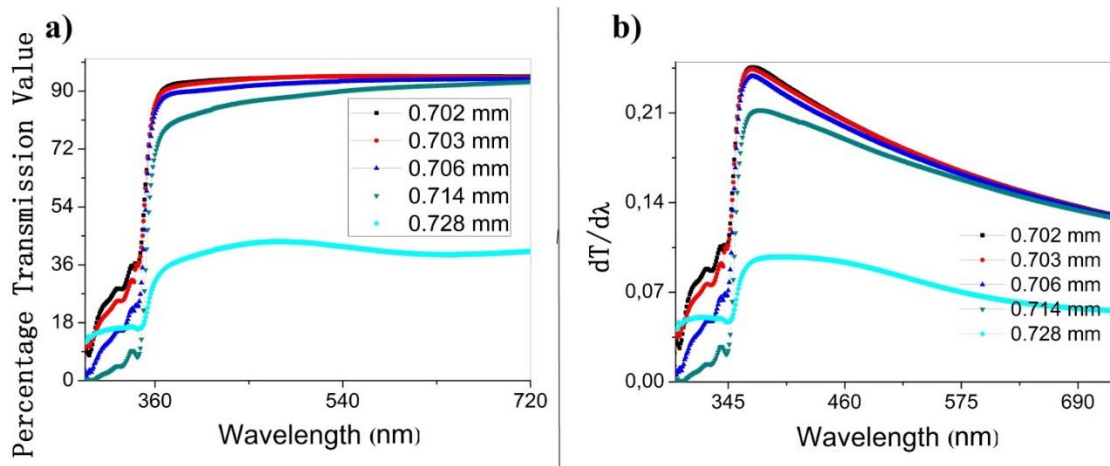 a)
Percentage Transmission Value
90
72
54
36
18
0
0.702 mm
0.703 mm
0.706 mm
0.714 mm
0.728 mm
360
540
720
Wavelength (nm)
b)
dT/dλ
0,21
0,14
0,07
0,00
0.702 mm
0.703 mm
0.706 mm
0.714 mm
0.728 mm
345
460
575
690
Wavelength (nm)